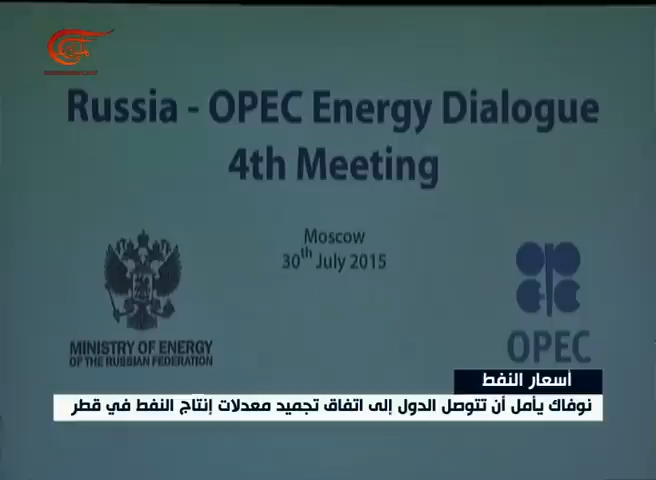 Russia - OPEC Energy Dialogue
4th Meeting
Moscow
30th July 2015
MINISTRY OF ENERGY
OF THE RUSSIAN FEDERATION
OPEC
أسعار النفط
نوفاك يأمل أن تتوصل الدول إلى اتفاق تجميد معدلات إنتاج النفط في قطر